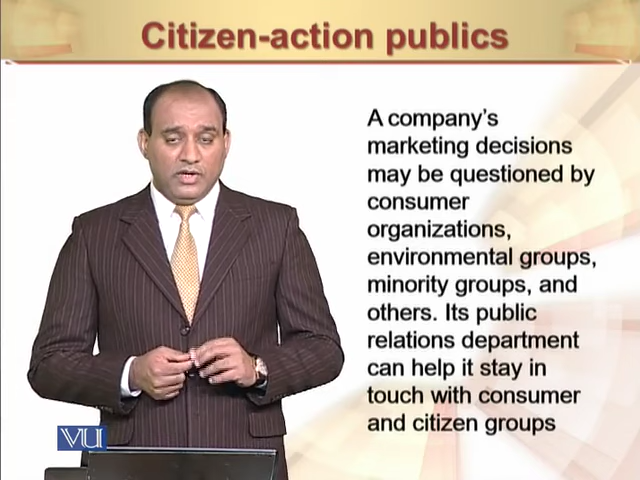 Citizen-action publics
A company's
marketing decisions
may be questioned by
consumer
organizations,
environmental groups,
minority groups, and
others. Its public
relations department
can help it stay in
touch with consumer
and citizen groups
VU